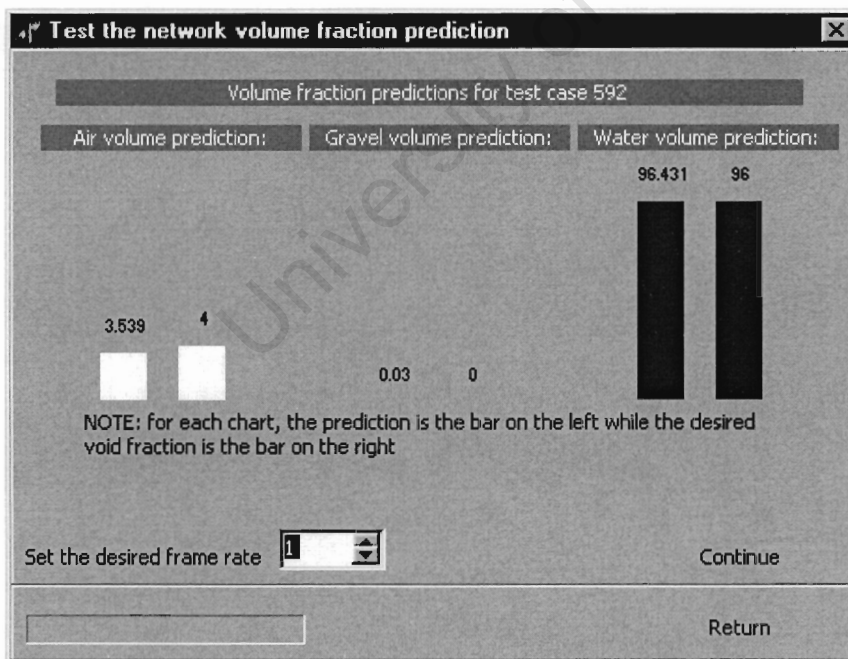 Test the network volume fraction prediction
Volume fraction predictions for test case 592
Air volume prediction: Gravel volume prediction: Water volume prediction:
96.431 96
3.539 4
0.03 0
NOTE: for each chart, the prediction is the bar on the left while the desired
void fraction is the bar on the right
Set the desired frame rate 1 Continue
Return
University of